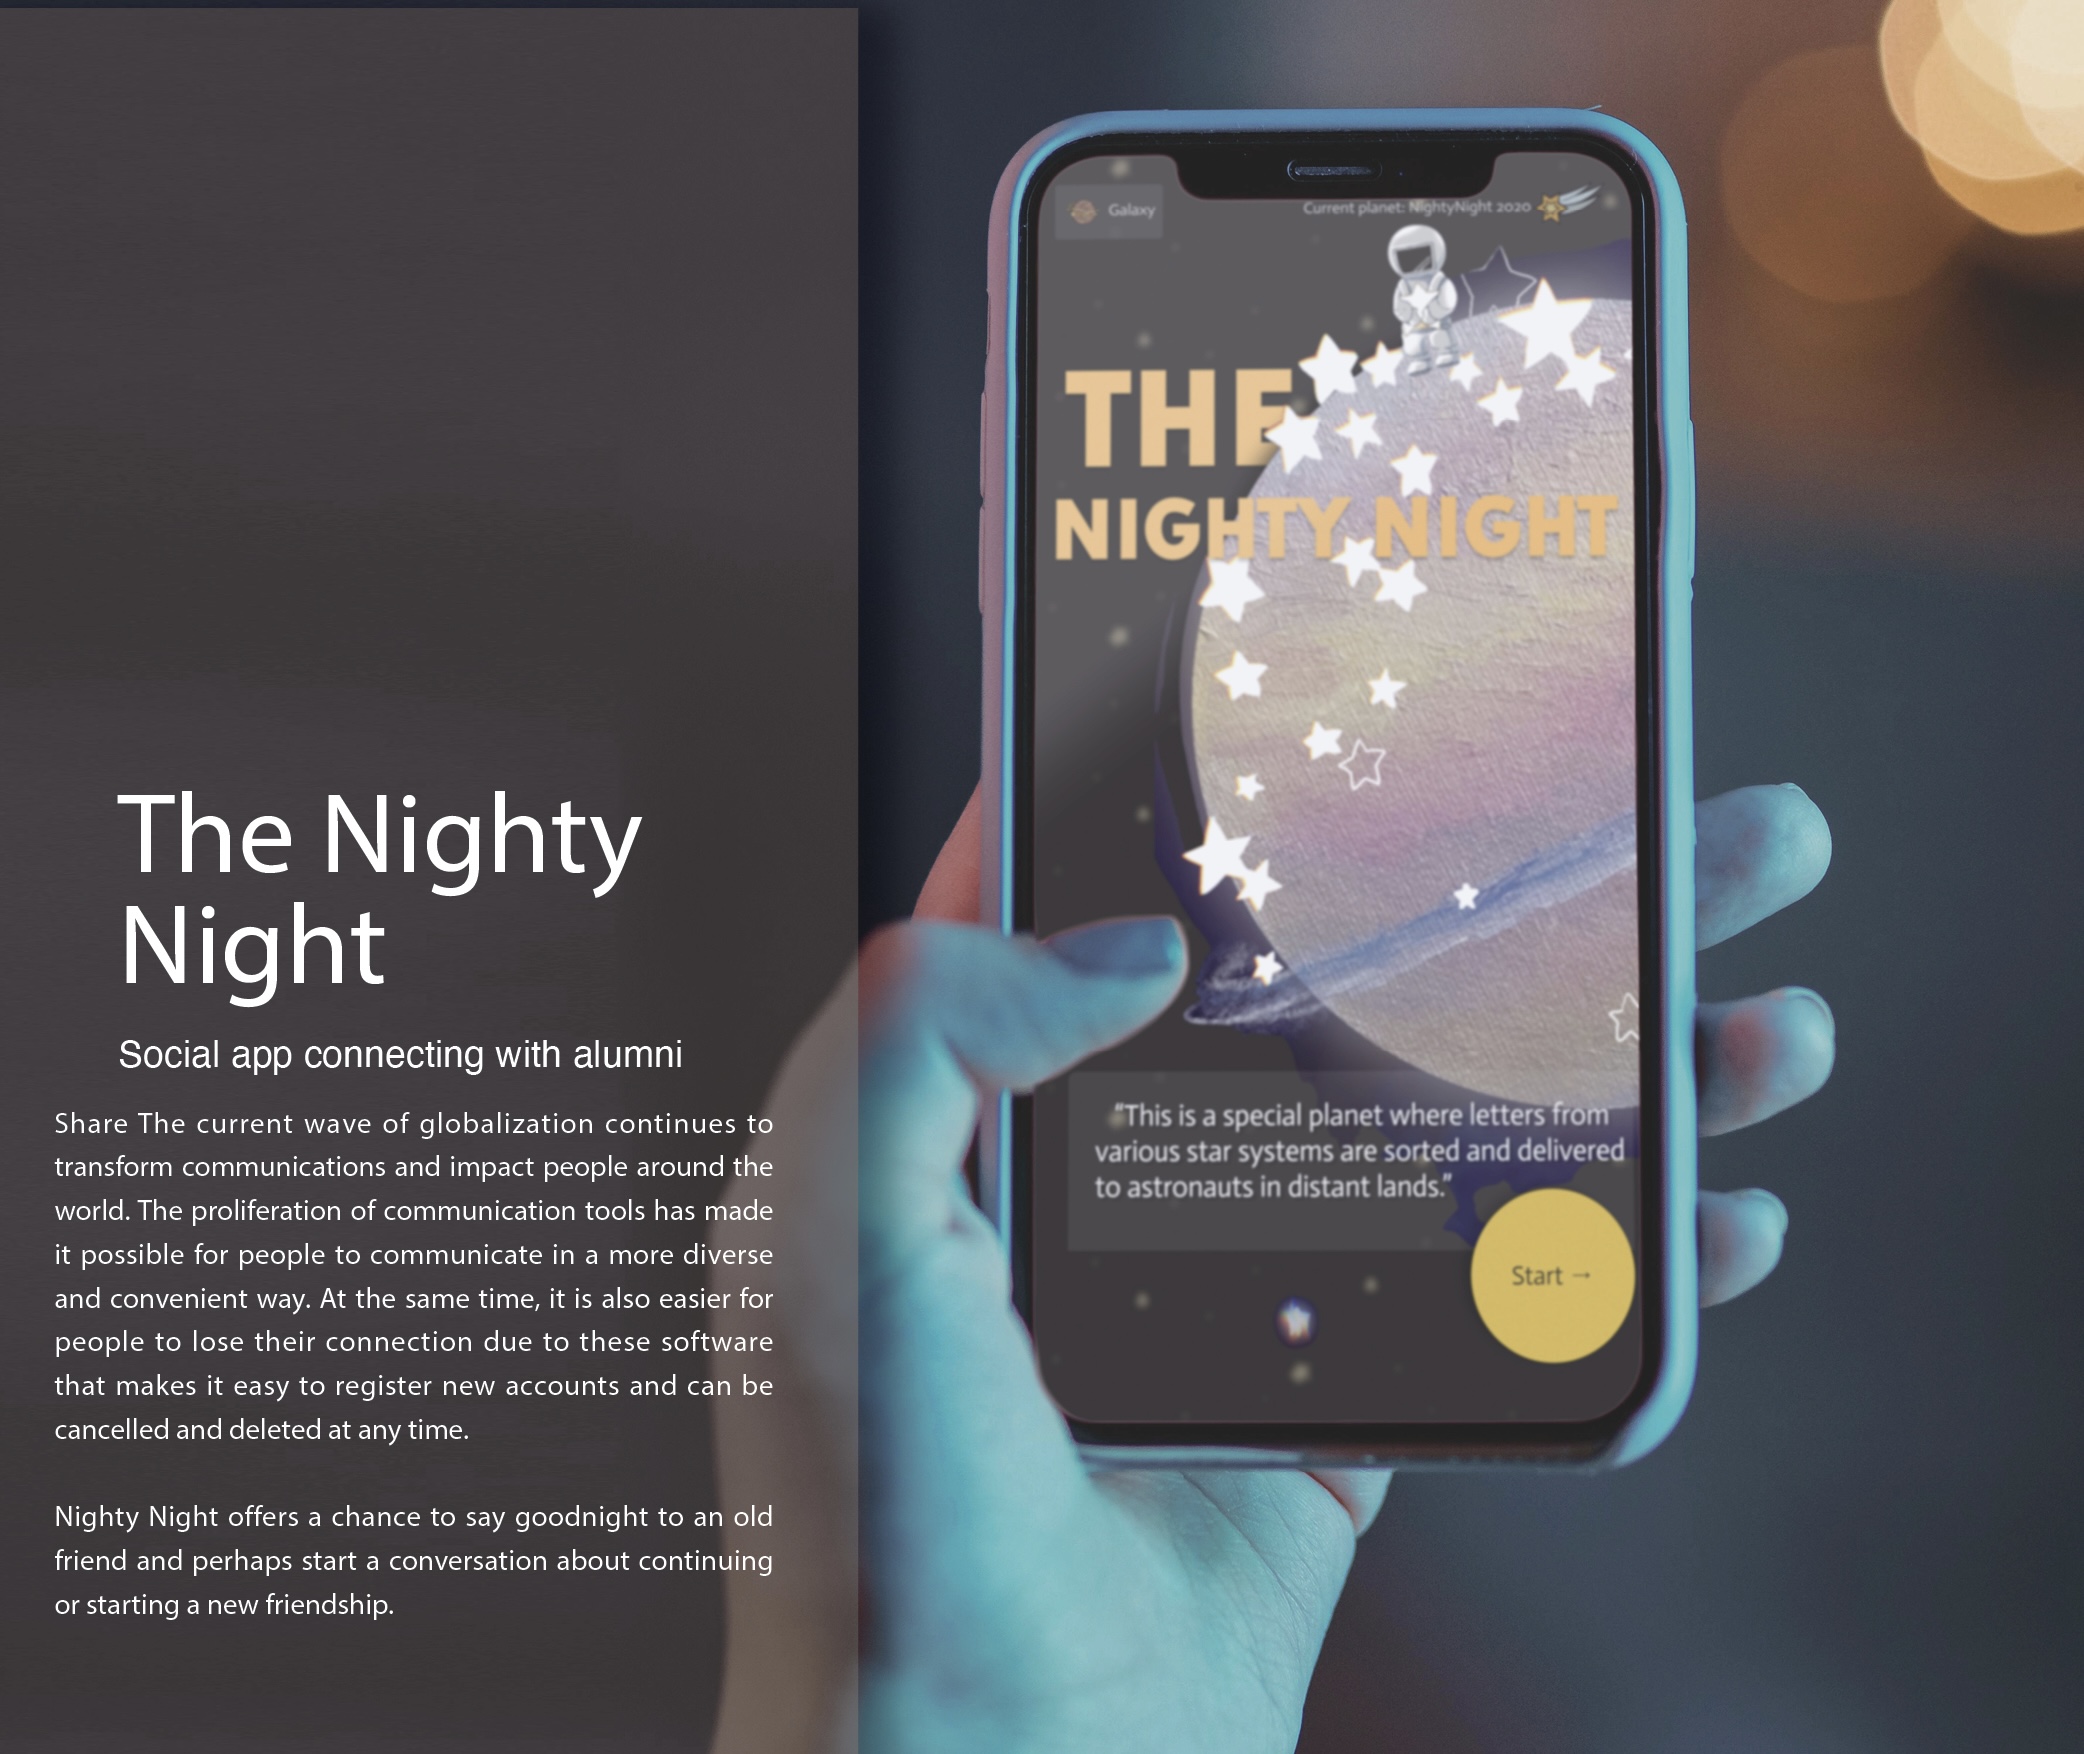 The Nighty
Night
Social app connecting with alumni
Share The current wave of globalization continues to
transform communications and impact people around the
world. The proliferation of communication tools has made
it possible for people to communicate in a more diverse
and convenient way. At the same time, it is also easier for
people to lose their connection due to these software
that makes it easy to register new accounts and can be
cancelled and deleted at any time.
Nighty Night offers a chance to say goodnight to an old
friend and perhaps start a conversation about continuing
or starting a new friendship.
Galaxy
Current planet: NightyNight 2020
THE
NIGHTY NIGHT
“This is a special planet where letters from
various star systems are sorted and delivered
to astronauts in distant lands.”
Start →